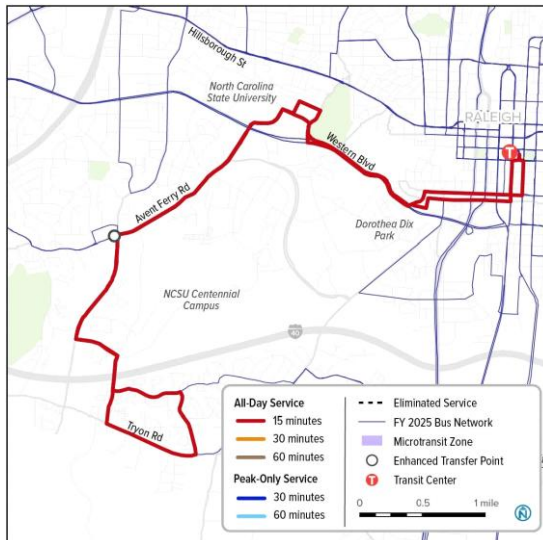 Hillsborough St
North Carolina
State University
RALEIGH
T
Western Blvd
Avent Ferry Rd
Dorothea Dix
Park
NCSU Centennial
Campus
40
Tryon Rd
All-Day Service
15 minutes
30 minutes
60 minutes
Peak-Only Service
30 minutes
60 minutes
Eliminated Service
FY 2025 Bus Network
Microtransit Zone
Enhanced Transfer Point
T Transit Center
0 0.5 1 mile
N